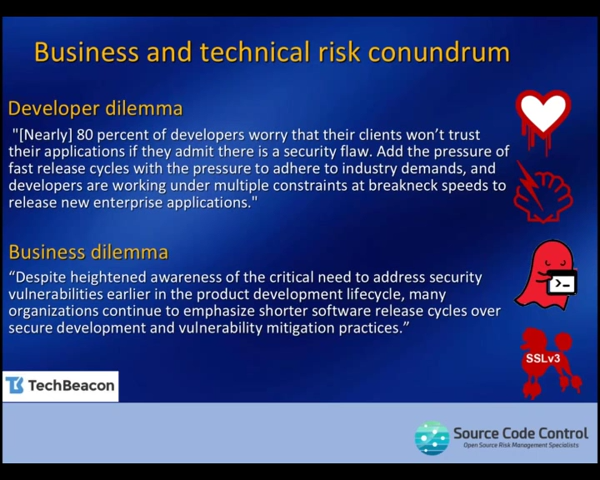 Business and technical risk conundrum
Developer dilemma
"[Nearly] 80 percent of developers worry that their clients won’t trust
their applications if they admit there is a security flaw. Add the pressure of
fast release cycles with the pressure to adhere to industry demands, and
developers are working under multiple constraints at breakneck speeds to
release new enterprise applications."
Business dilemma
“Despite heightened awareness of the critical need to address security
vulnerabilities earlier in the product development lifecycle, many
organizations continue to emphasize shorter software release cycles over
secure development and vulnerability mitigation practices.”
>_
SSLv3
TechBeacon
Source Code Control
Open Source Risk Management Specialists